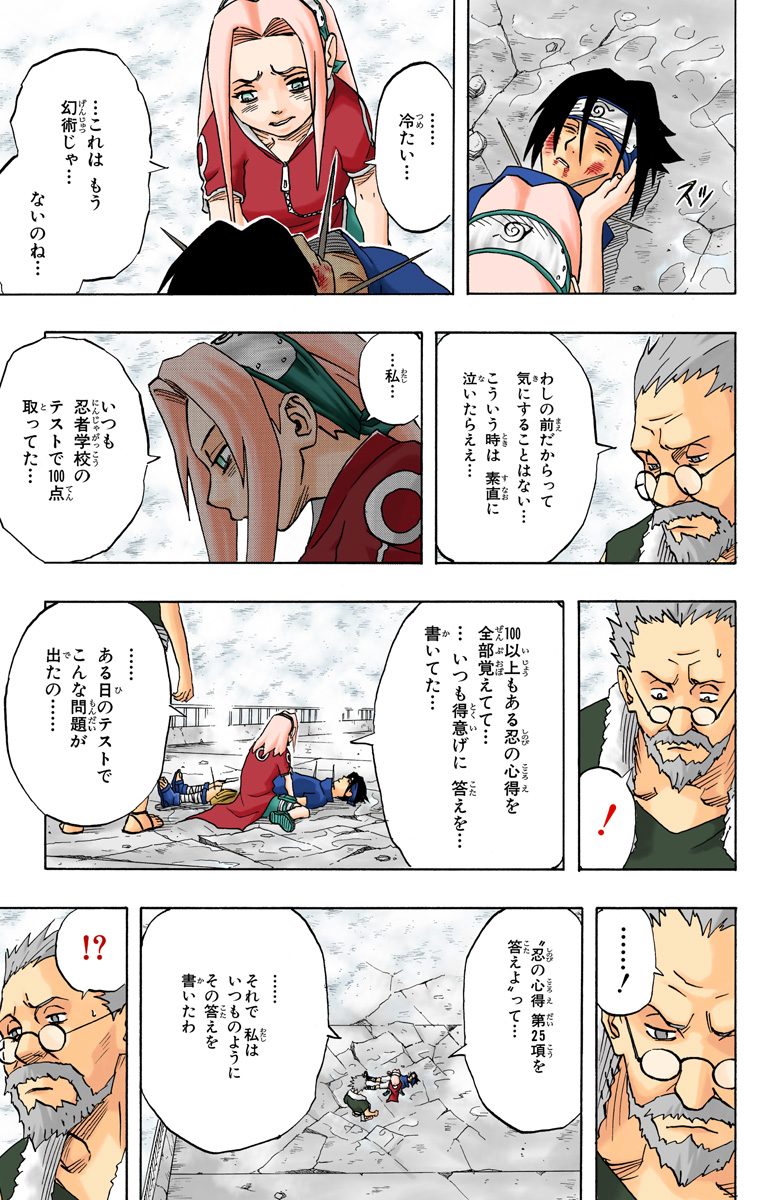 スッ
……
冷たい…
…これは もう
幻術じゃ…
ないのね…
わしの前だからって
気にすることはない…
こういう時は 素直に
泣いたらええ…
…私…
いつも
忍者学校の
テストで100点
取ってた…
！
100以上もある忍の心得を
全部覚えてて…
… いつも得意げに 答えを…
書いてた…
……
ある日のテストで
こんな問題が
出たの……
……！
〝忍の心得 第25項を
答えよ〟って…
……
それで 私は
いつものように
その答えを
書いたわ
!?